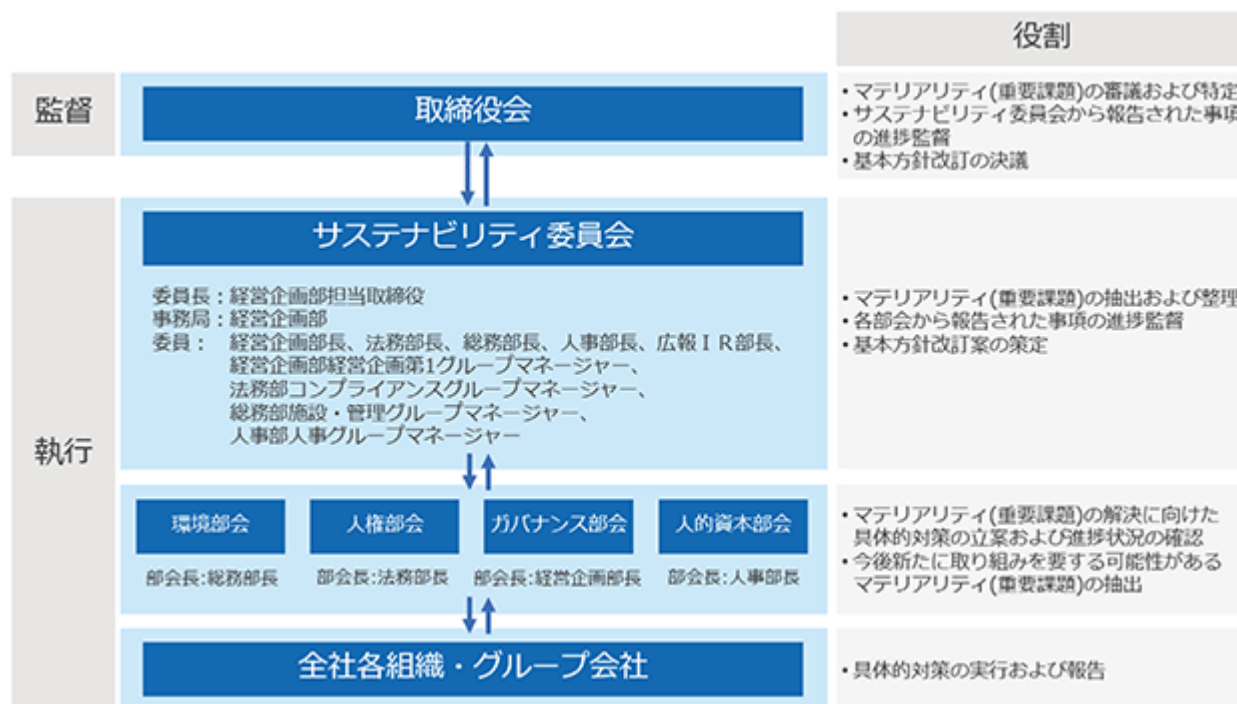 役割
監督
取締役会
・マテリアリティ(重要課題)の審議および特定
・サステナビリティ委員会から報告された事項
の進捗監督
・基本方針改訂の決議
執行
サステナビリティ委員会
委員長：経営企画部担当取締役
事務局：経営企画部
委員： 経営企画部長、法務部長、総務部長、人事部長、広報ＩＲ部長、
経営企画部経営企画第1グループマネージャー、
法務部コンプライアンスグループマネージャー、
総務部施設・管理グループマネージャー、
人事部人事グループマネージャー
・マテリアリティ(重要課題)の抽出および整理
・各部会から報告された事項の進捗監督
・基本方針改訂案の策定
環境部会
部会長:総務部長
人権部会
部会長:法務部長
ガバナンス部会
部会長:経営企画部長
人的資本部会
部会長:人事部長
・マテリアリティ(重要課題)の解決に向けた
具体的対策の立案および進捗状況の確認
・今後新たに取り組みを要する可能性がある
マテリアリティ(重要課題)の抽出
全社各組織・グループ会社
・具体的対策の実行および報告